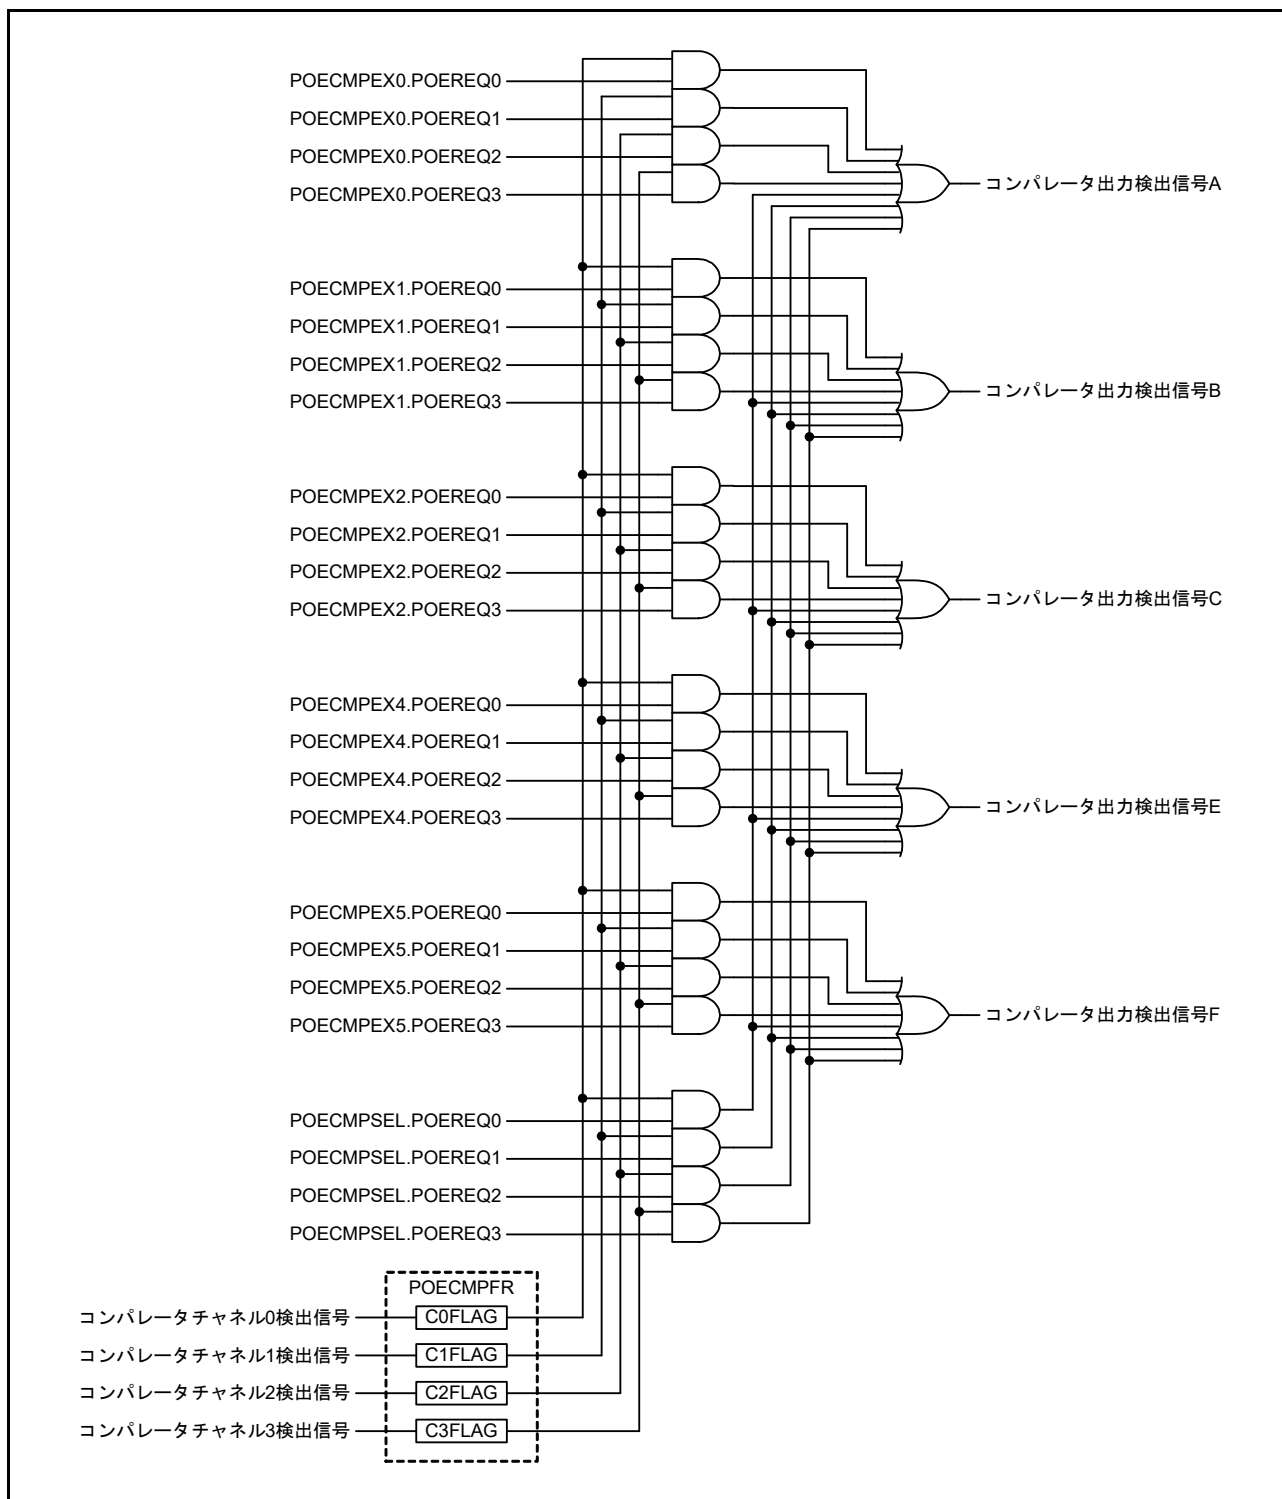 POECMPEX0.POEREQ0
POECMPEX0.POEREQ1
POECMPEX0.POEREQ2
POECMPEX0.POEREQ3
コンパレータ出力検出信号A
POECMPEX1.POEREQ0
POECMPEX1.POEREQ1
POECMPEX1.POEREQ2
POECMPEX1.POEREQ3
コンパレータ出力検出信号B
POECMPEX2.POEREQ0
POECMPEX2.POEREQ1
POECMPEX2.POEREQ2
POECMPEX2.POEREQ3
コンパレータ出力検出信号C
POECMPEX4.POEREQ0
POECMPEX4.POEREQ1
POECMPEX4.POEREQ2
POECMPEX4.POEREQ3
コンパレータ出力検出信号E
POECMPEX5.POEREQ0
POECMPEX5.POEREQ1
POECMPEX5.POEREQ2
POECMPEX5.POEREQ3
コンパレータ出力検出信号F
POECMPSEL.POEREQ0
POECMPSEL.POEREQ1
POECMPSEL.POEREQ2
POECMPSEL.POEREQ3
POECMPFR
コンパレータチャネル0検出信号 C0FLAG
コンパレータチャネル1検出信号 C1FLAG
コンパレータチャネル2検出信号 C2FLAG
コンパレータチャネル3検出信号 C3FLAG